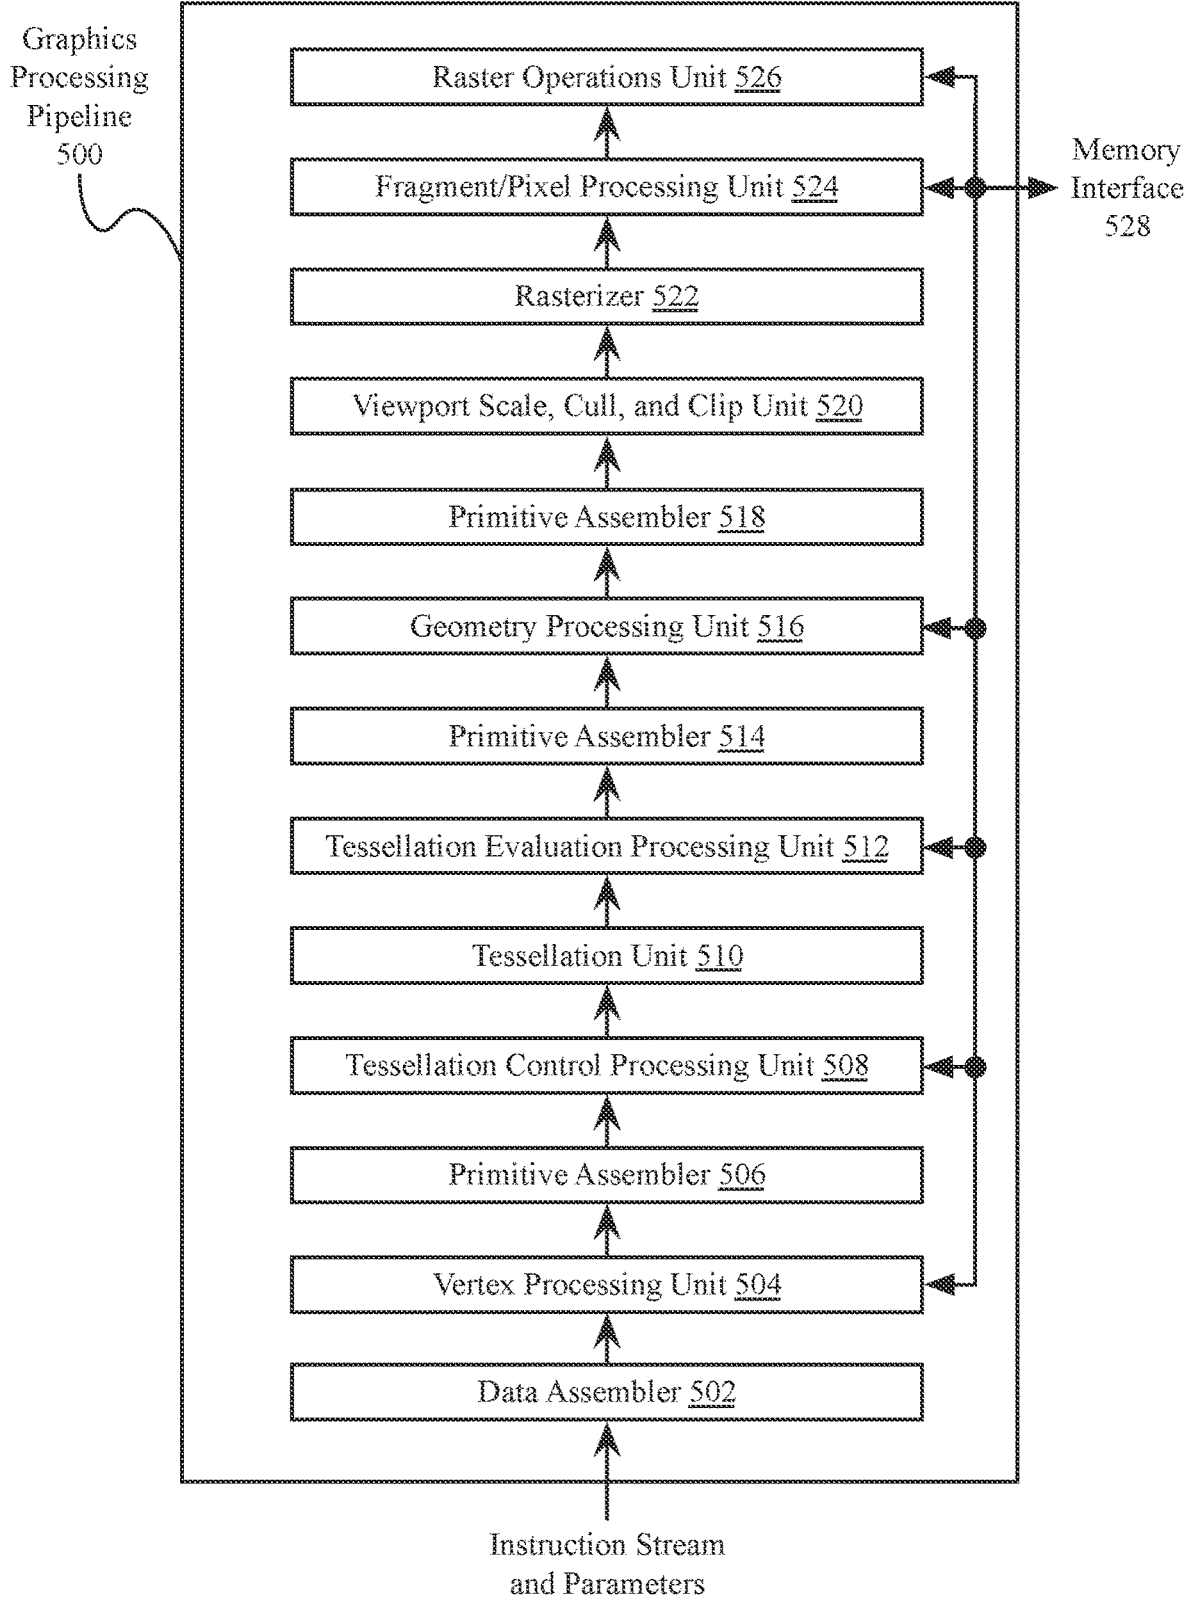 Graphics
Processing
Pipeline
500
Raster Operations Unit 526
Fragment/Pixel Processing Unit 524
Memory
Interface
528
Rasterizer 522
Viewport Scale, Cull, and Clip Unit 520
Primitive Assembler 518
Geometry Processing Unit 516
Primitive Assembler 514
Tessellation Evaluation Processing Unit 512
Tessellation Unit 510
Tessellation Control Processing Unit 508
Primitive Assembler 506
Vertex Processing Unit 504
Data Assembler 502
Instruction Stream
and Parameters